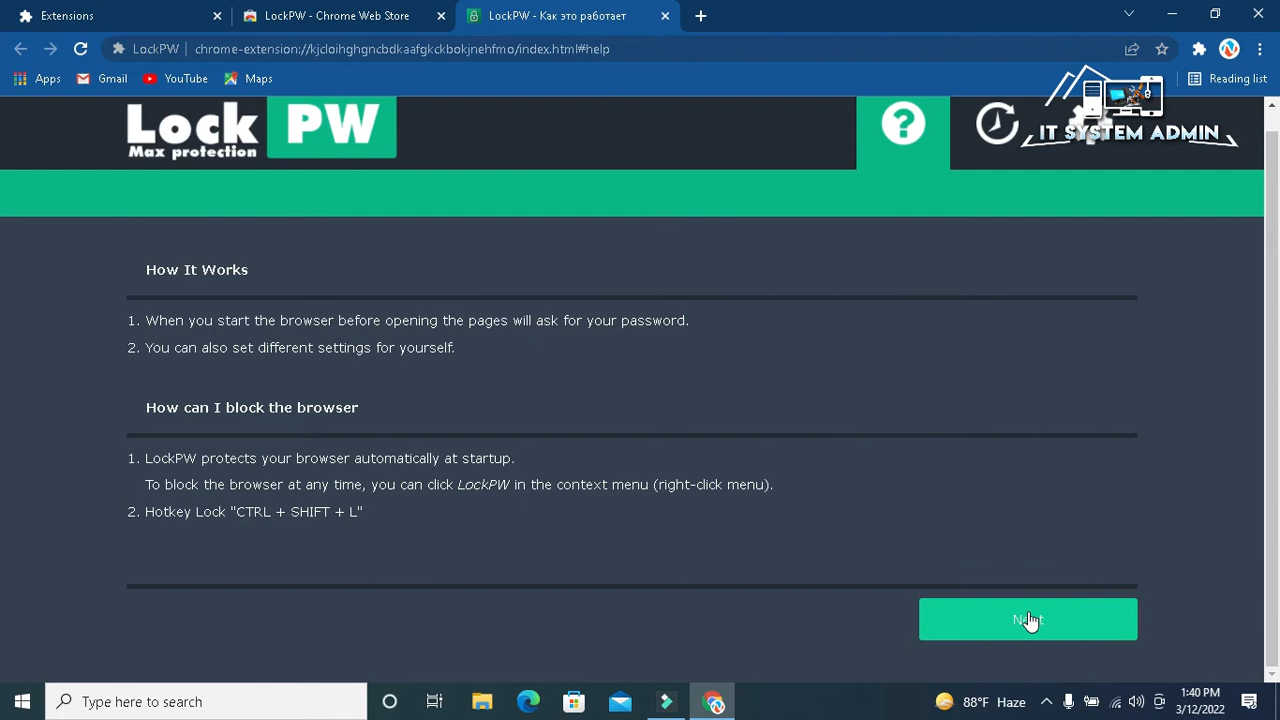 Extensions
LockPW - Chrome Web Store
LockPW - Как это работает
LockPW
chrome-extension://kjcloihghgncbdkaafgkckbokjnehfmo/index.html#help
Apps
Gmail
YouTube
Maps
Reading list
Lock PW
Max protection
IT SYSTEM ADMIN
How It Works
1. When you start the browser before opening the pages will ask for your password.
2. You can also set different settings for yourself.
How can I block the browser
1. LockPW protects your browser automatically at startup.
To block the browser at any time, you can click LockPW in the context menu (right-click menu).
2. Hotkey Lock "CTRL + SHIFT + L"
Next
Type here to search
88°F Haze
1:40 PM
3/12/2022